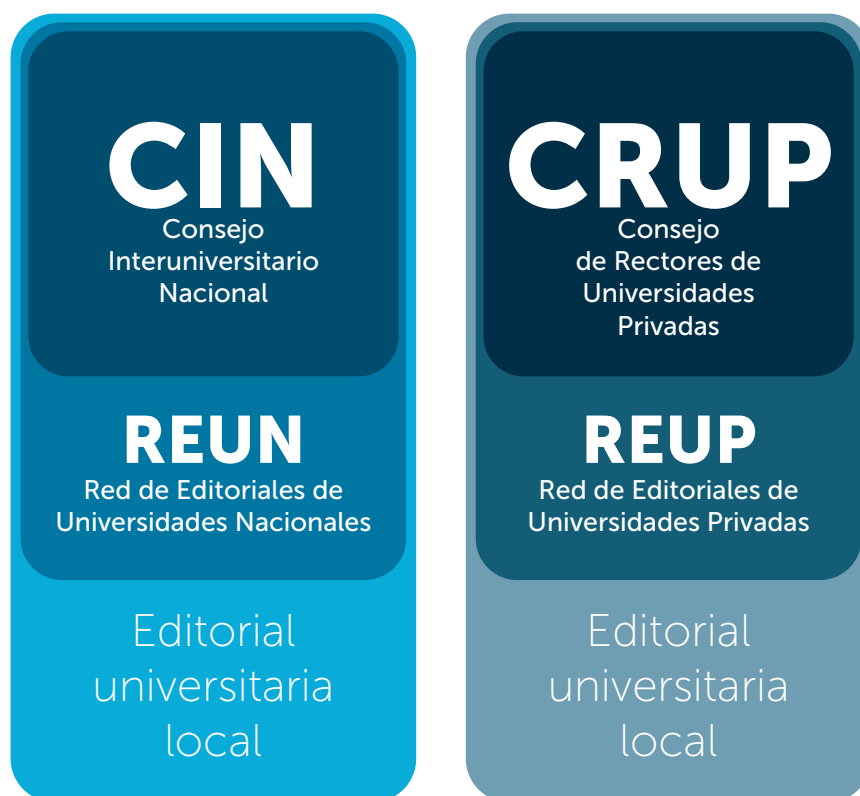 CIN
Consejo
Interuniversitario
Nacional
REUN
Red de Editoriales de
Universidades Nacionales
Editorial
universitaria
local
CRUP
Consejo
de Rectores de
Universidades
Privadas
REUP
Red de Editoriales de
Universidades Privadas
Editorial
universitaria
local